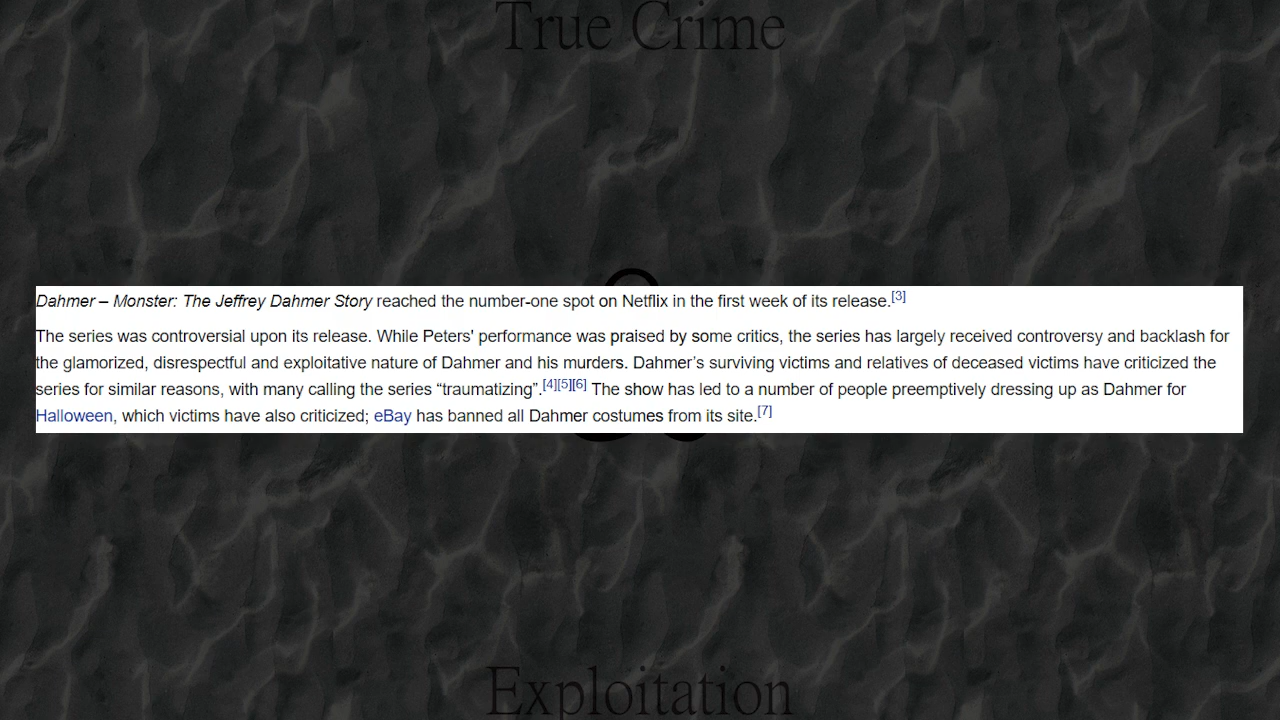 True Crime
&
Dahmer – Monster: The Jeffrey Dahmer Story reached the number-one spot on Netflix in the first week of its release.[3]
The series was controversial upon its release. While Peters' performance was praised by some critics, the series has largely received controversy and backlash for
the glamorized, disrespectful and exploitative nature of Dahmer and his murders. Dahmer’s surviving victims and relatives of deceased victims have criticized the
series for similar reasons, with many calling the series “traumatizing”.[4][5][6] The show has led to a number of people preemptively dressing up as Dahmer for
Halloween, which victims have also criticized; eBay has banned all Dahmer costumes from its site.[7]
Exploitation